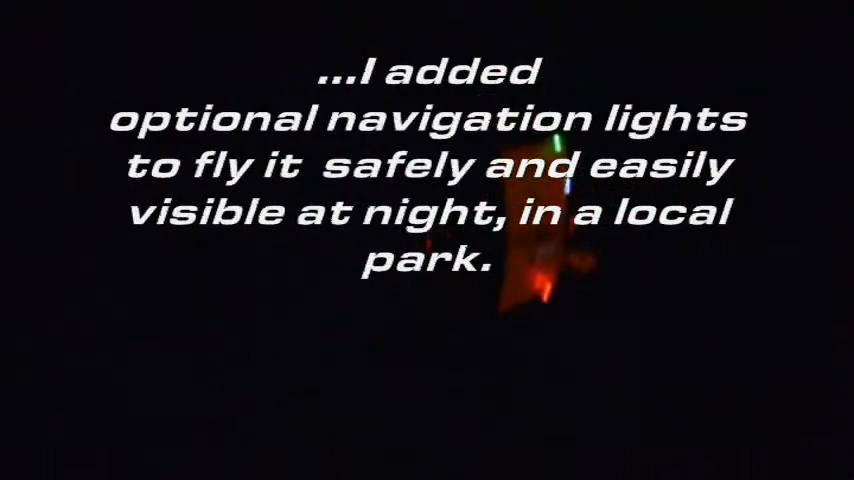 ...I added
optional navigation lights
to fly it safely and easily
visible at night, in a local
park.